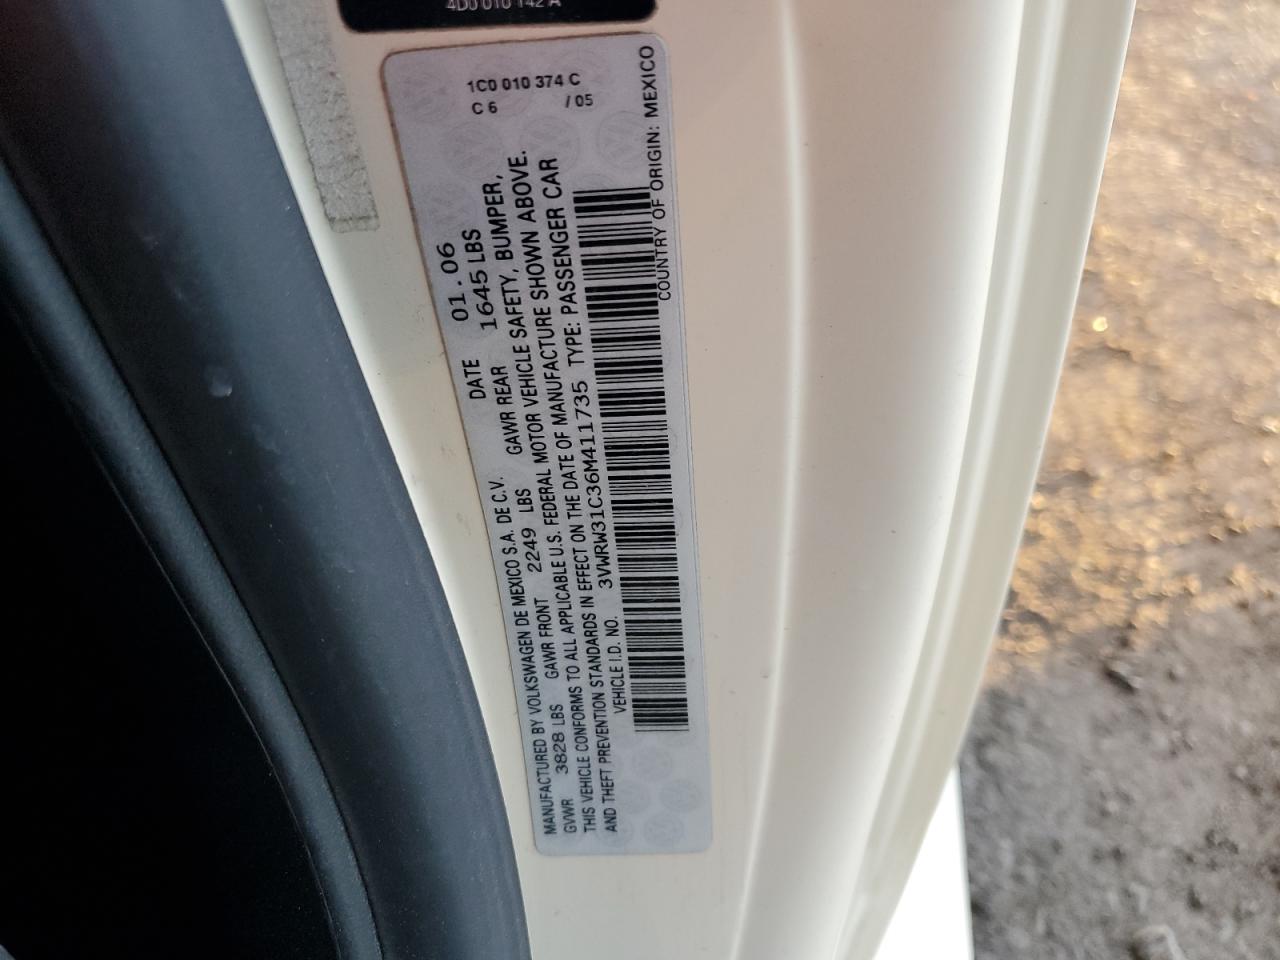 4D0 010 142 A
1C0 010 374 C
C 6 / 05
MANUFACTURED BY VOLKSWAGEN DE MEXICO S.A. DE C.V. DATE 01.06
GVWR 3828 LBS GAWR FRONT 2249 LBS GAWR REAR 1645 LBS
THIS VEHICLE CONFORMS TO ALL APPLICABLE U.S. FEDERAL MOTOR VEHICLE SAFETY, BUMPER,
AND THEFT PREVENTION STANDARDS IN EFFECT ON THE DATE OF MANUFACTURE SHOWN ABOVE.
VEHICLE I.D. NO. 3VWRW31C36M411735 TYPE: PASSENGER CAR
COUNTRY OF ORIGIN: MEXICO